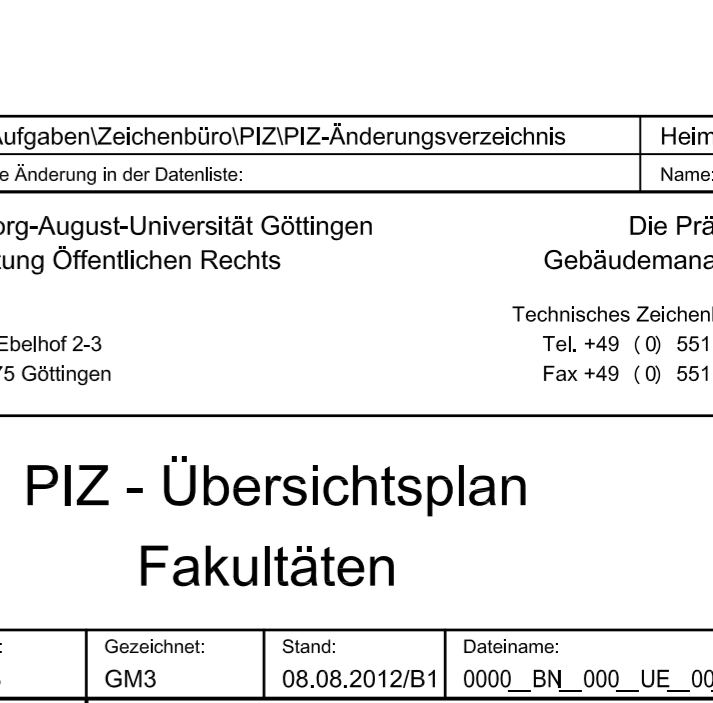 ufgaben\Zeichenbüro\PIZ\PIZ-Änderungsverzeichnis Heim
e Änderung in der Datenliste: Name:
org-August-Universität Göttingen Die Prä
tung Öffentlichen Rechts Gebäudemana
Technisches Zeichen
Ebelhof 2-3 Tel. +49 (0) 551
75 Göttingen Fax +49 (0) 551
PIZ - Übersichtsplan
Fakultäten
Gezeichnet: Stand: Dateiname:
GM3 08.08.2012/B1 0000__BN__000__UE__00